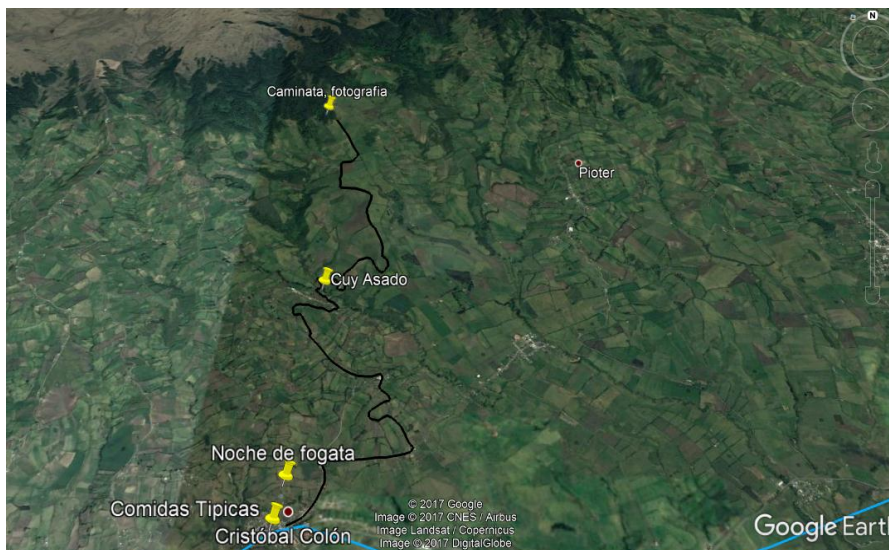 N
Caminata, fotografia
Pioter
Cuy Asado
Noche de fogata
Comidas Tipicas
Cristóbal Colón
© 2017 Google
Image © 2017 CNES / Airbus
Image Landsat / Copernicus
Image © 2017 DigitalGlobe
Google Eart